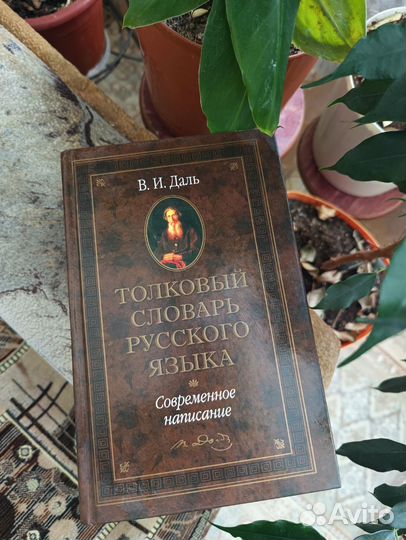 В. И. Даль
ТОЛКОВЫЙ
СЛОВАРЬ
РУССКОГО
ЯЗЫКА
Современное
написание
Avito